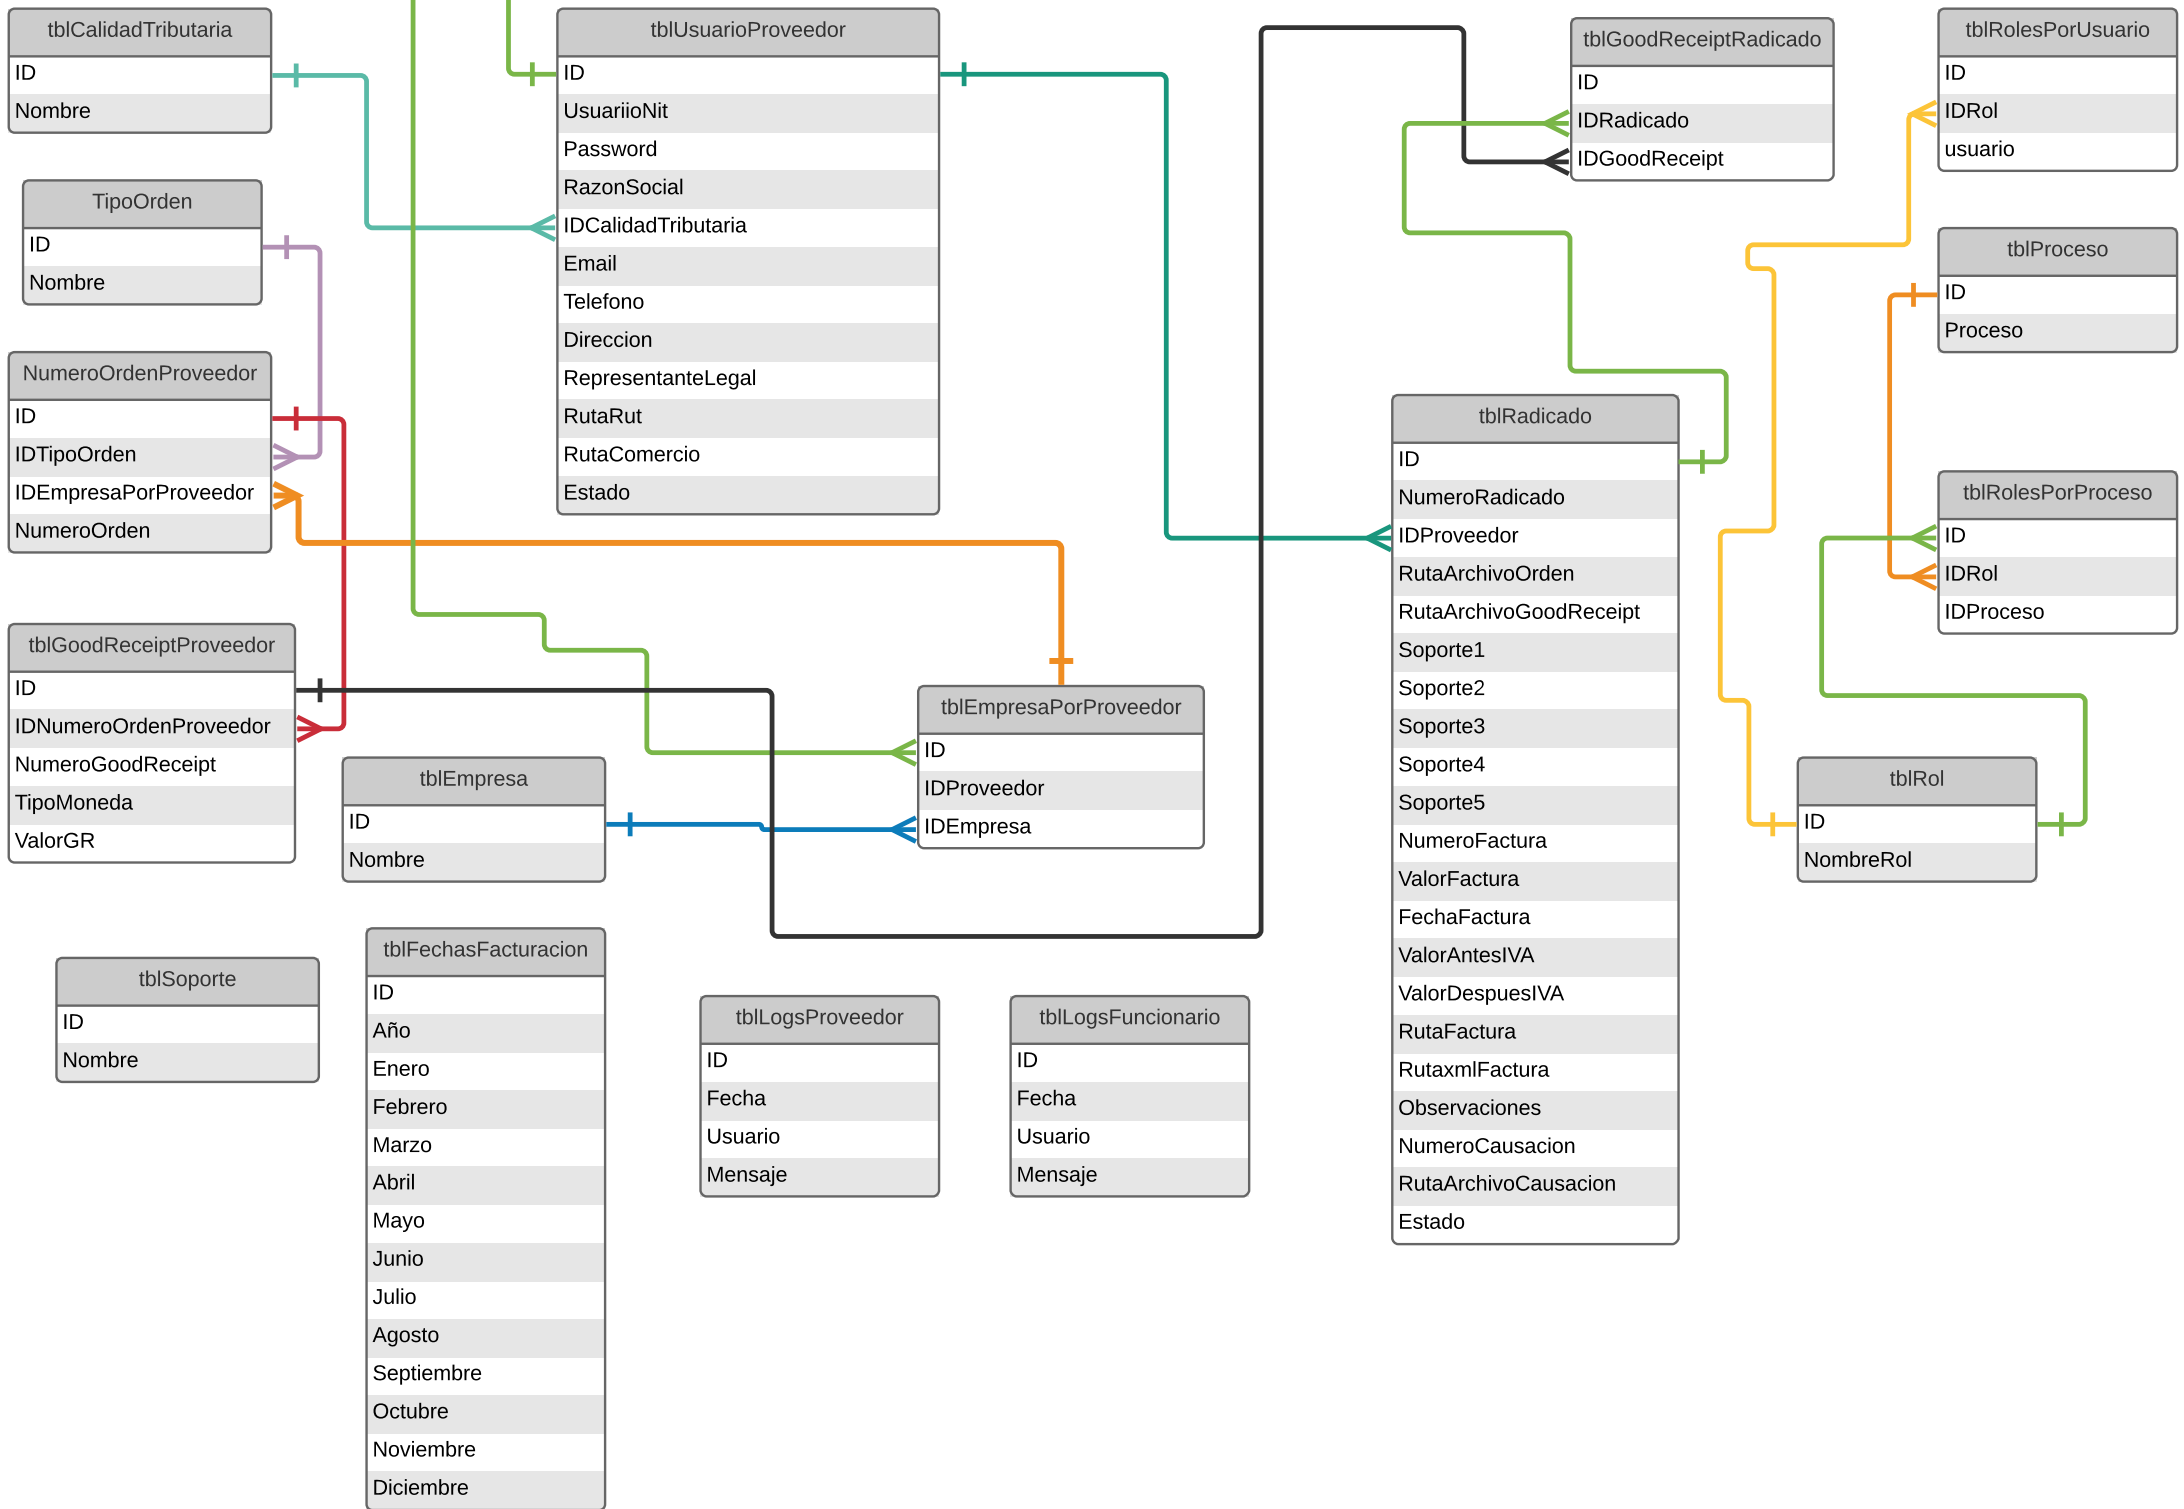 tblCalidadTributaria
ID
Nombre
TipoOrden
ID
Nombre
NumeroOrdenProveedor
ID
IDTipoOrden
IDEmpresaPorProveedor
NumeroOrden
tblGoodReceiptProveedor
ID
IDNumeroOrdenProveedor
NumeroGoodReceipt
TipoMoneda
ValorGR
tblSoporte
ID
Nombre
tblEmpresa
ID
Nombre
tblFechasFacturacion
ID
Año
Enero
Febrero
Marzo
Abril
Mayo
Junio
Julio
Agosto
Septiembre
Octubre
Noviembre
Diciembre
tblUsuarioProveedor
ID
UsuariioNit
Password
RazonSocial
IDCalidadTributaria
Email
Telefono
Direccion
RepresentanteLegal
RutaRut
RutaComercio
Estado
tblEmpresaPorProveedor
ID
IDProveedor
IDEmpresa
tblLogsProveedor
ID
Fecha
Usuario
Mensaje
tblLogsFuncionario
ID
Fecha
Usuario
Mensaje
tblGoodReceiptRadicado
ID
IDRadicado
IDGoodReceipt
tblRadicado
ID
NumeroRadicado
IDProveedor
RutaArchivoOrden
RutaArchivoGoodReceipt
Soporte1
Soporte2
Soporte3
Soporte4
Soporte5
NumeroFactura
ValorFactura
FechaFactura
ValorAntesIVA
ValorDespuesIVA
RutaFactura
RutaxmlFactura
Observaciones
NumeroCausacion
RutaArchivoCausacion
Estado
tblRolesPorUsuario
ID
IDRol
usuario
tblProceso
ID
Proceso
tblRolesPorProceso
ID
IDRol
IDProceso
tblRol
ID
NombreRol